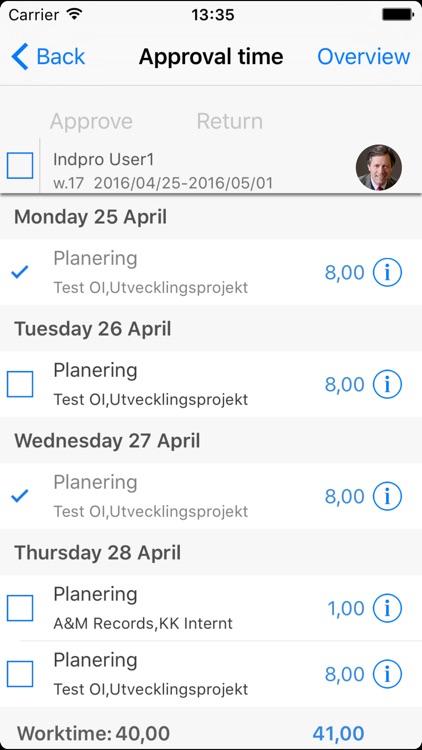 Carrier 13:35
Back Approval time Overview
Approve Return
Indpro User1
w.17 2016/04/25-2016/05/01
Monday 25 April
Planering
8,00
Test OI,Utvecklingsprojekt
Tuesday 26 April
Planering
8,00
Test OI,Utvecklingsprojekt
Wednesday 27 April
Planering
8,00
Test OI,Utvecklingsprojekt
Thursday 28 April
Planering
1,00
A&M Records,KK Internt
Planering
8,00
Test OI,Utvecklingsprojekt
Worktime: 40,00 41,00